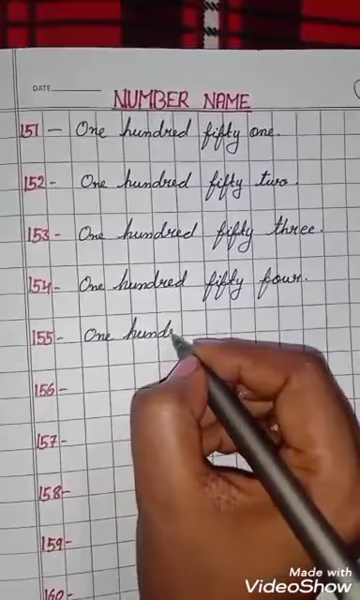 DATE
NUMBER NAME
151 - One hundred fifty one.
152 - One hundred fifty two.
153 - One hundred fifty three.
154 - One hundred fifty four.
155 - One hund
156 -
157 -
158 -
159 -
160 -
Made with
VideoShow